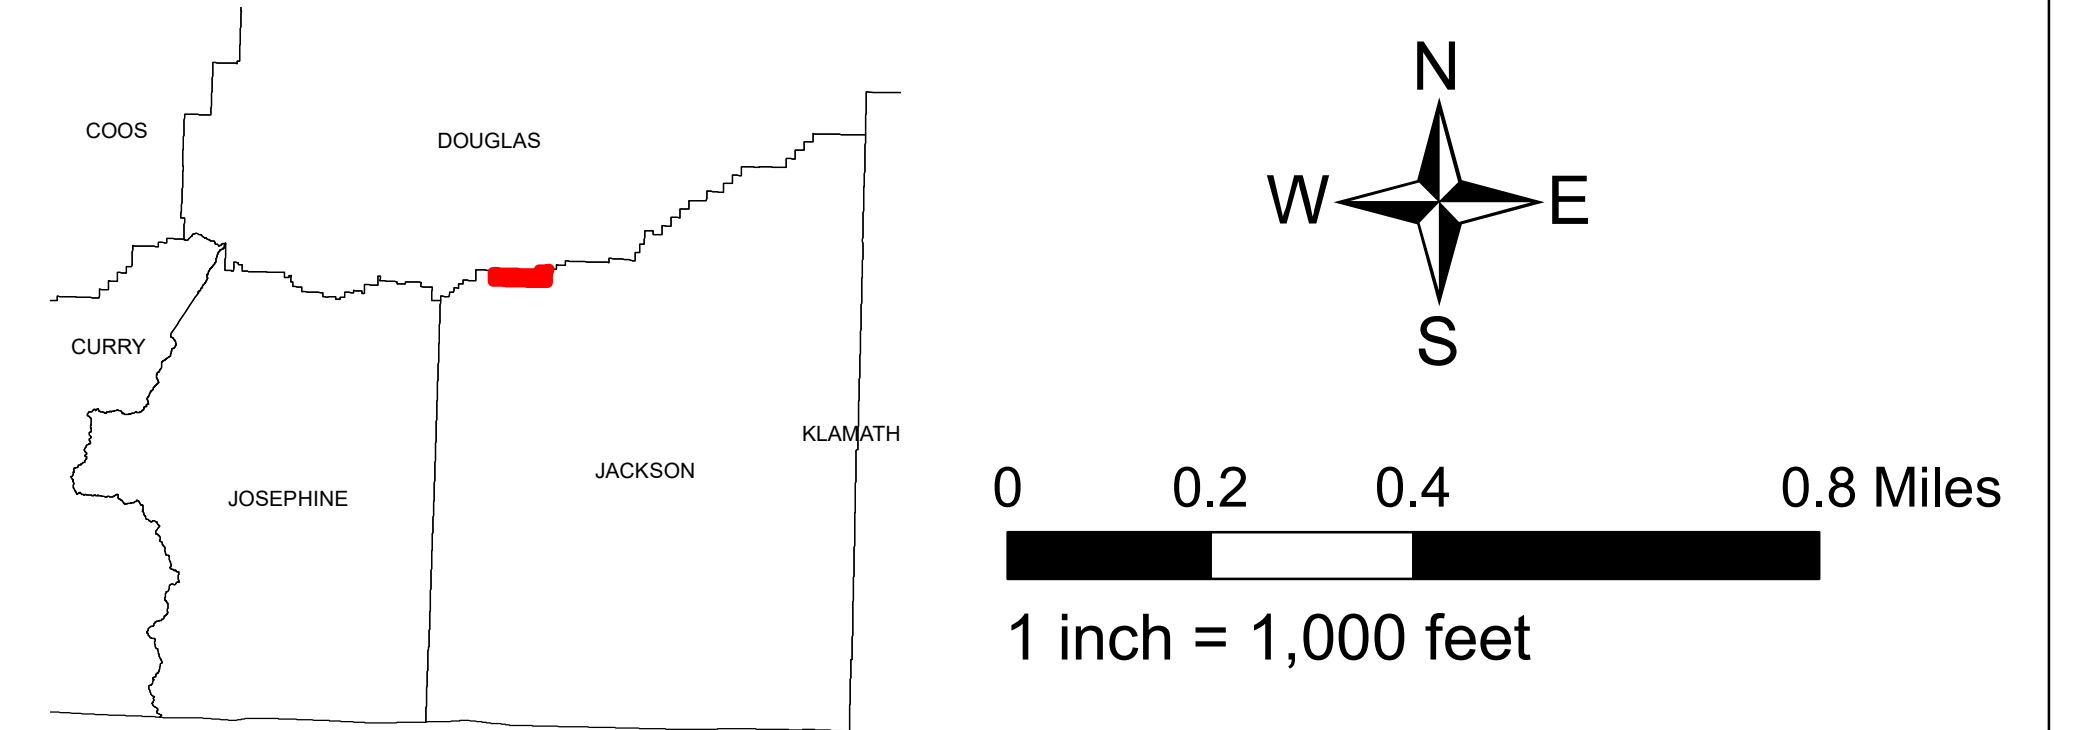 COOS
DOUGLAS
CURRY
JOSEPHINE
JACKSON
KLAMATH
N
W E
S
0 0.2 0.4 0.8 Miles
1 inch = 1,000 feet